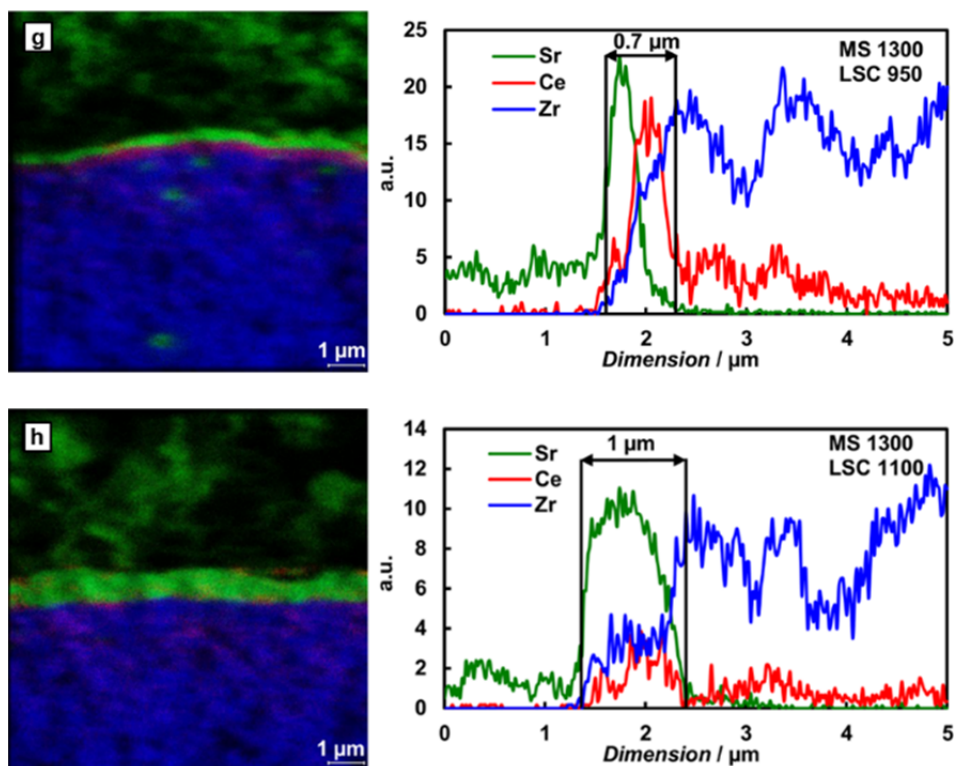 g
1 µm
25
20
15
10
5
0
a.u.
0.7 µm
Sr
Ce
Zr
MS 1300
LSC 950
0 1 2 3 4 5
Dimension / µm
h
1 µm
14
12
10
8
6
4
2
0
a.u.
1 µm
Sr
Ce
Zr
MS 1300
LSC 1100
0 1 2 3 4 5
Dimension / µm